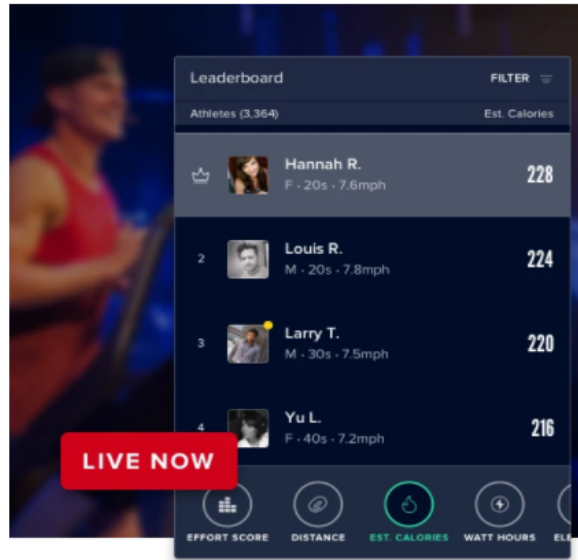 Leaderboard FILTER
Athletes (3,364) Est. Calories
Hannah R.
F · 20s · 7.6mph
228
2
Louis R.
M · 20s · 7.8mph
224
3
Larry T.
M · 30s · 7.5mph
220
4
Yu L.
F · 40s · 7.2mph
216
LIVE NOW
EFFORT SCORE DISTANCE EST. CALORIES WATT HOURS